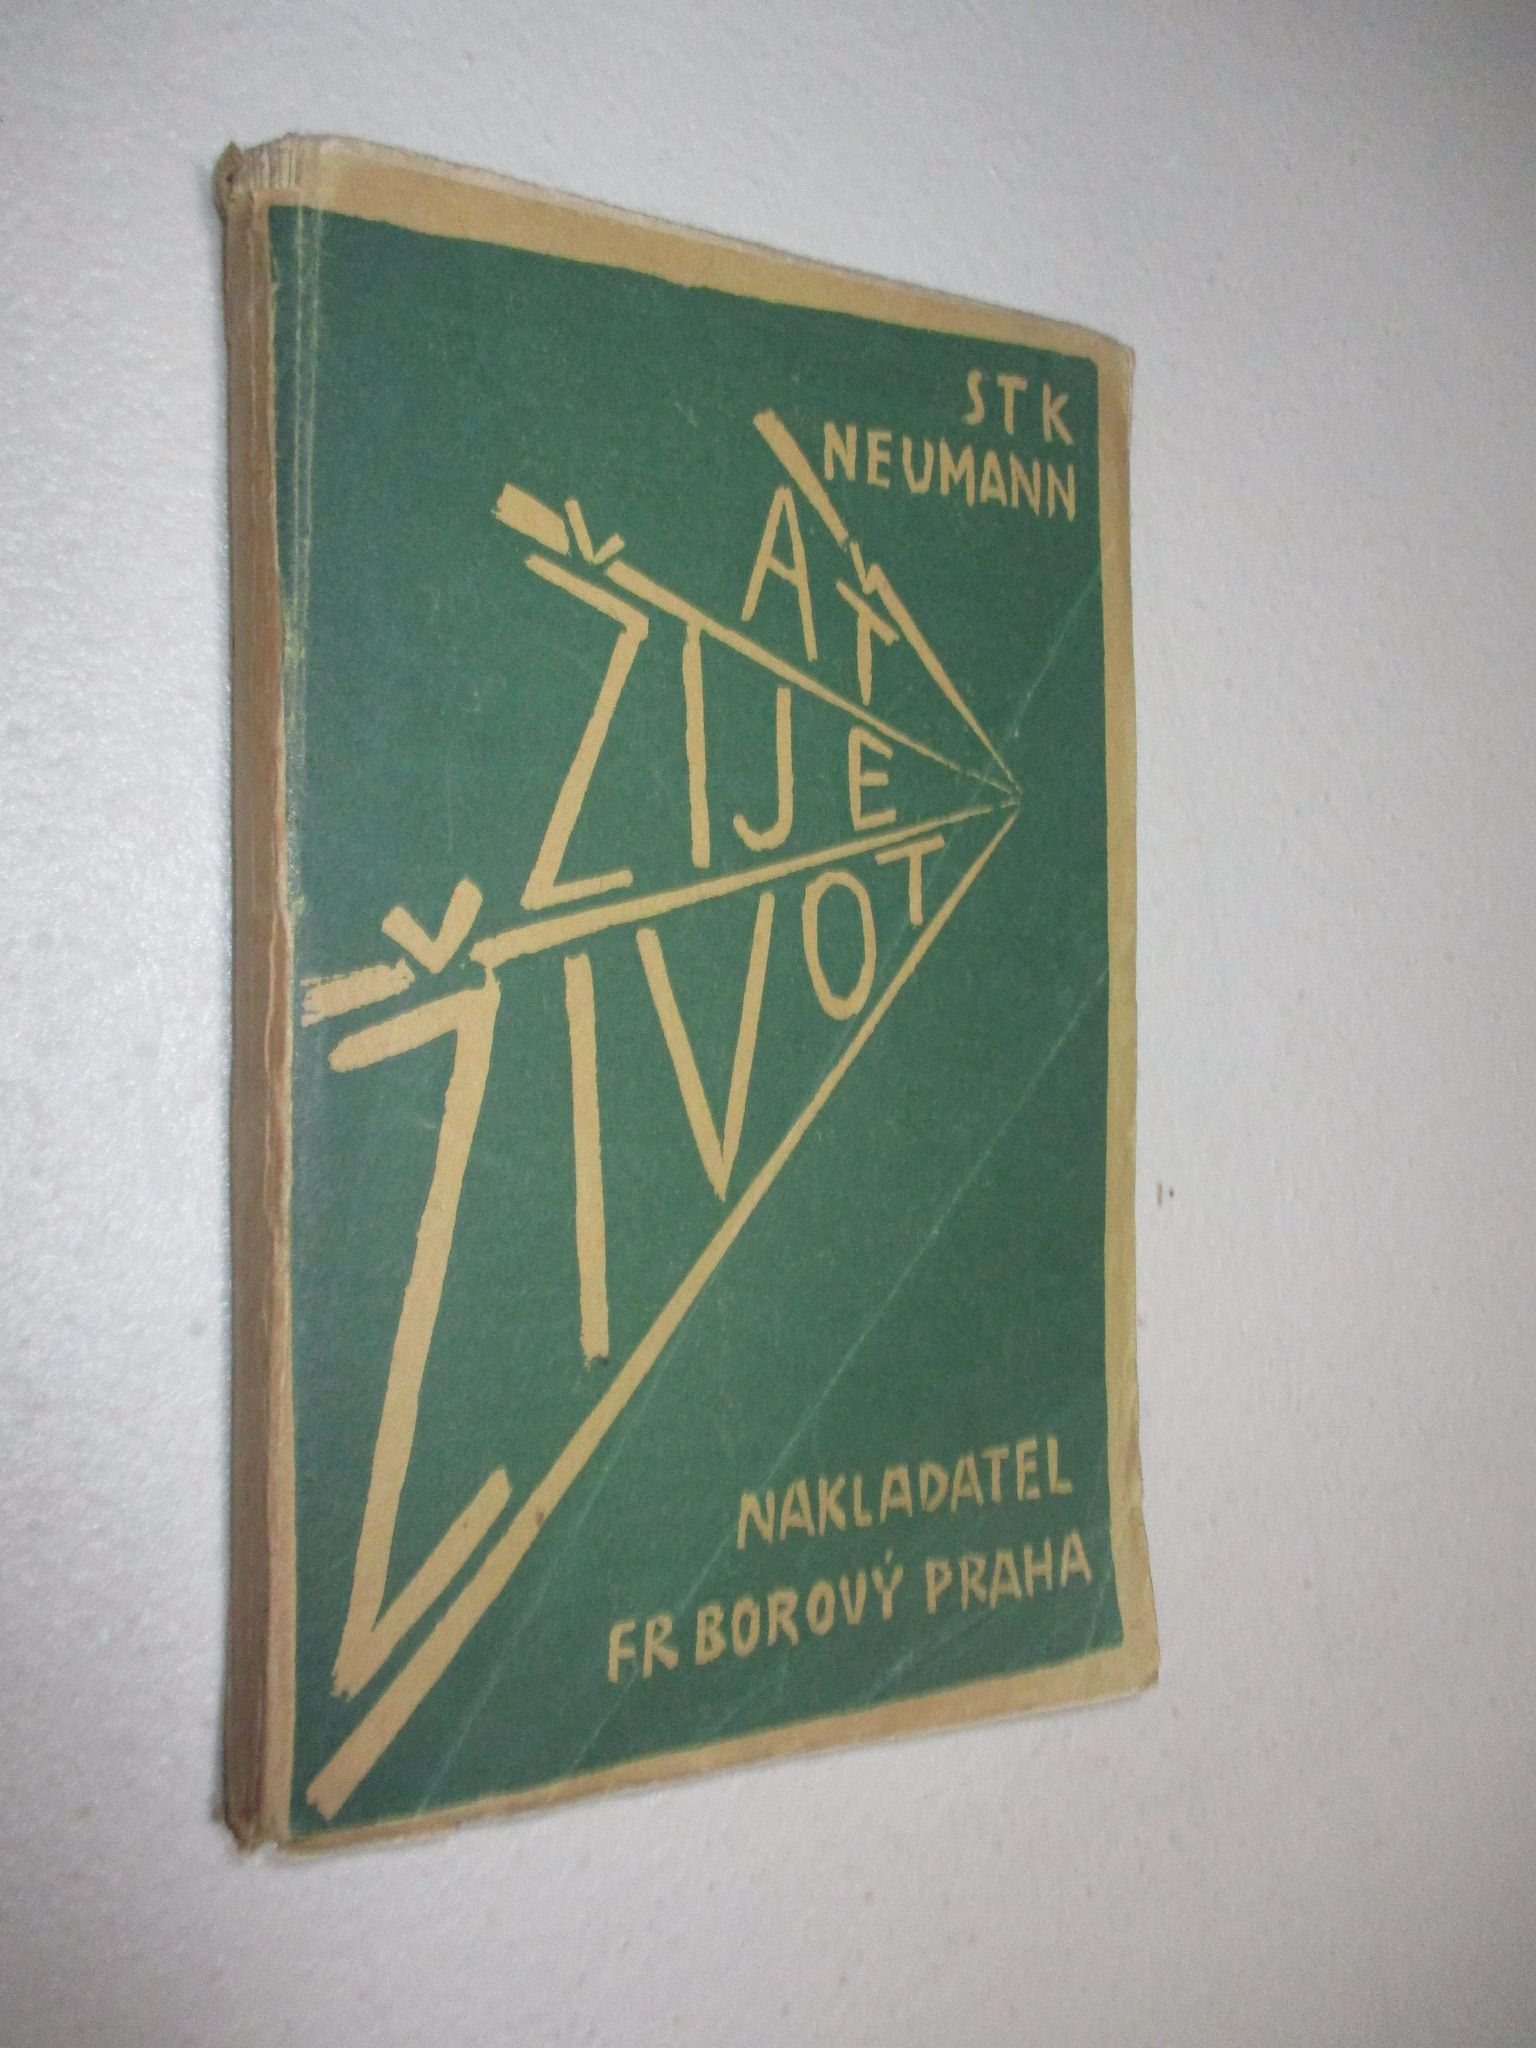 ST K
NEUMANN
AŤ
ŽIJE
ŽIVOT
NAKLADATEL
FR BOROVÝ PRAHA